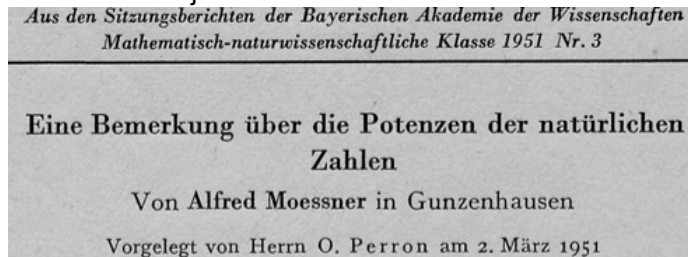 Aus den Sitzungsberichten der Bayerischen Akademie der Wissenschaften
Mathematisch-naturwissenschaftliche Klasse 1951 Nr. 3
Eine Bemerkung über die Potenzen der natürlichen
Zahlen
Von Alfred Moessner in Gunzenhausen
Vorgelegt von Herrn O. Perron am 2. März 1951